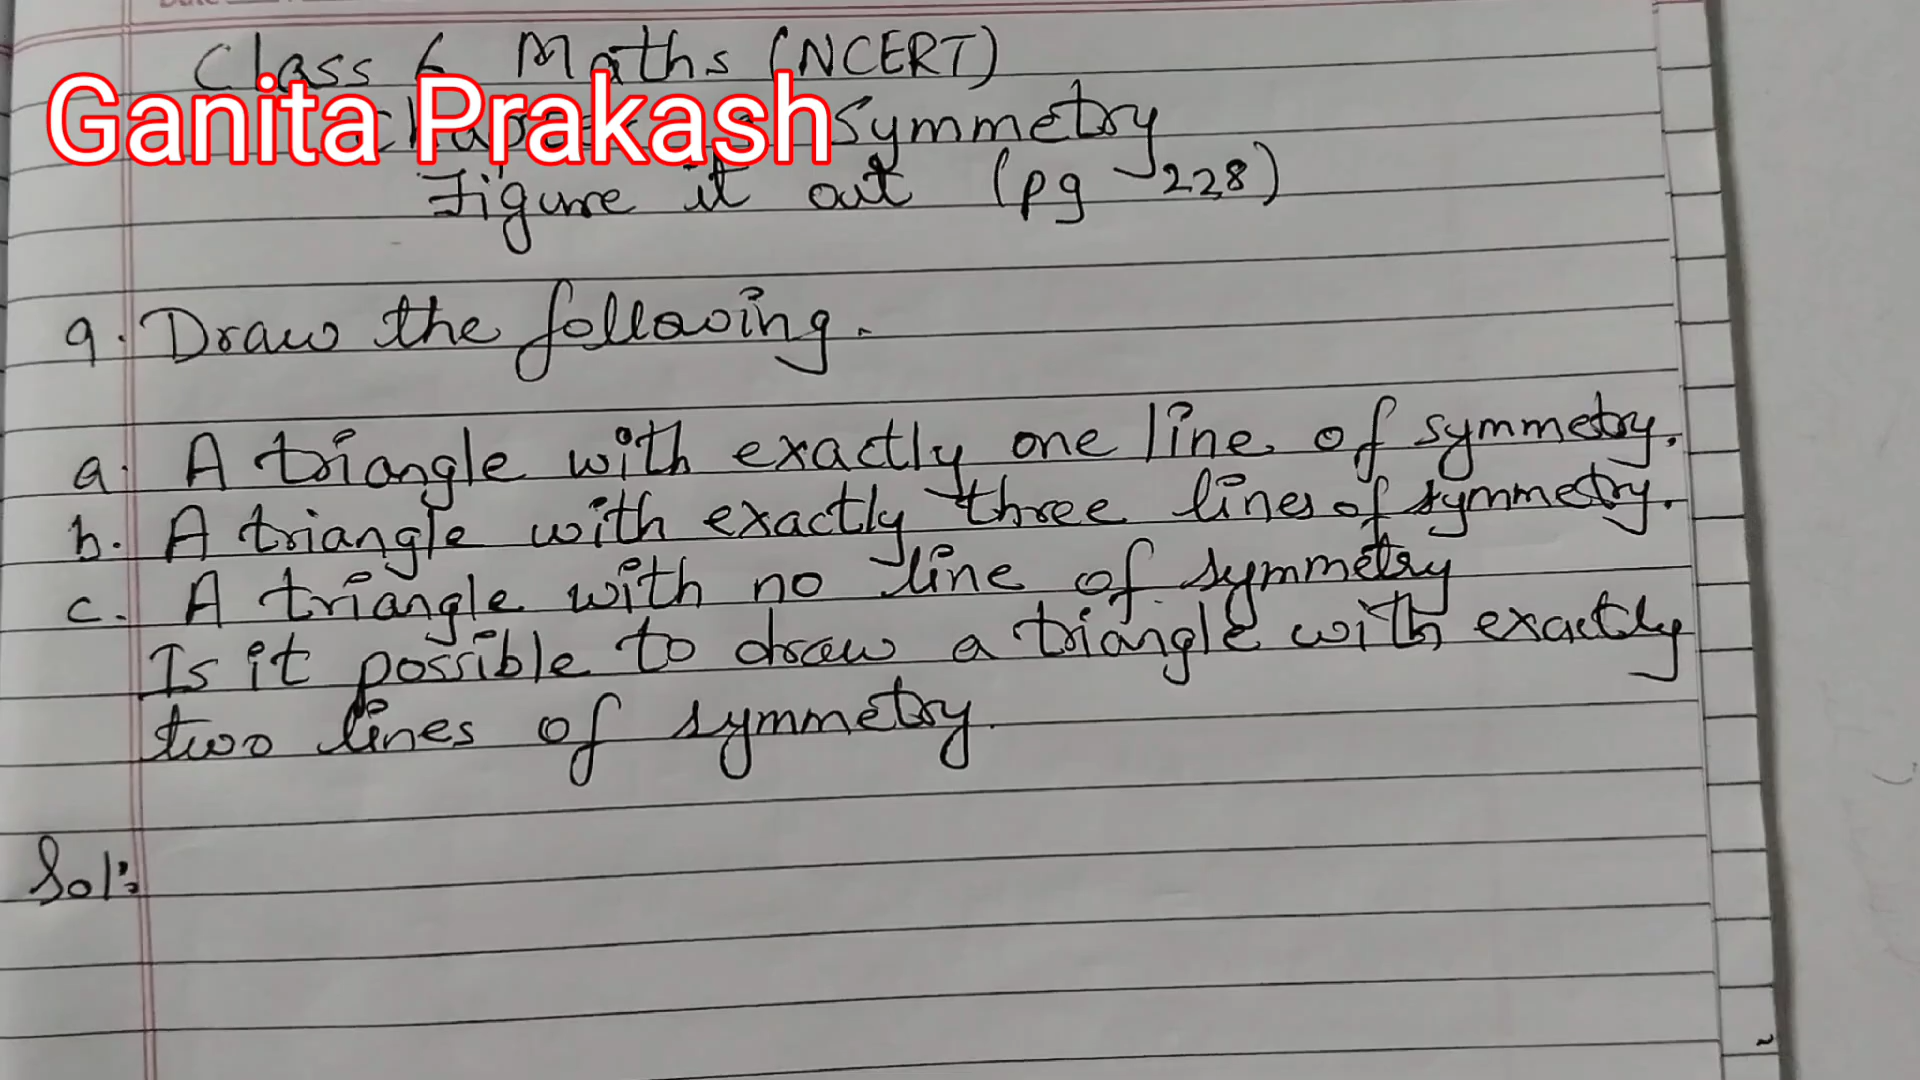 Class 6 Maths (NCERT)
Ganita Prakash
Symmetry
Figure it out (pg - 228)
9. Draw the following.
a. A triangle with exactly one line of symmetry.
b. A triangle with exactly three lines of symmetry.
c. A triangle with no line of symmetry
Is it possible to draw a triangle with exactly
two lines of symmetry.
Sol: